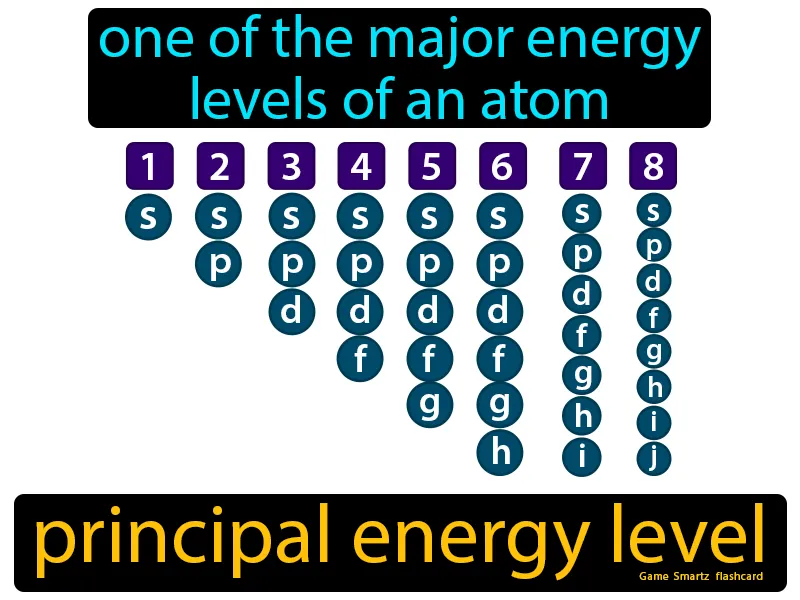 one of the major energy
levels of an atom
1 2 3 4 5 6 7 8
s s s s s s s s
p p p p p p p
d d d d d d
f f f f f
g g g g
h h h
i i
j
principal energy level
Game Smartz flashcard